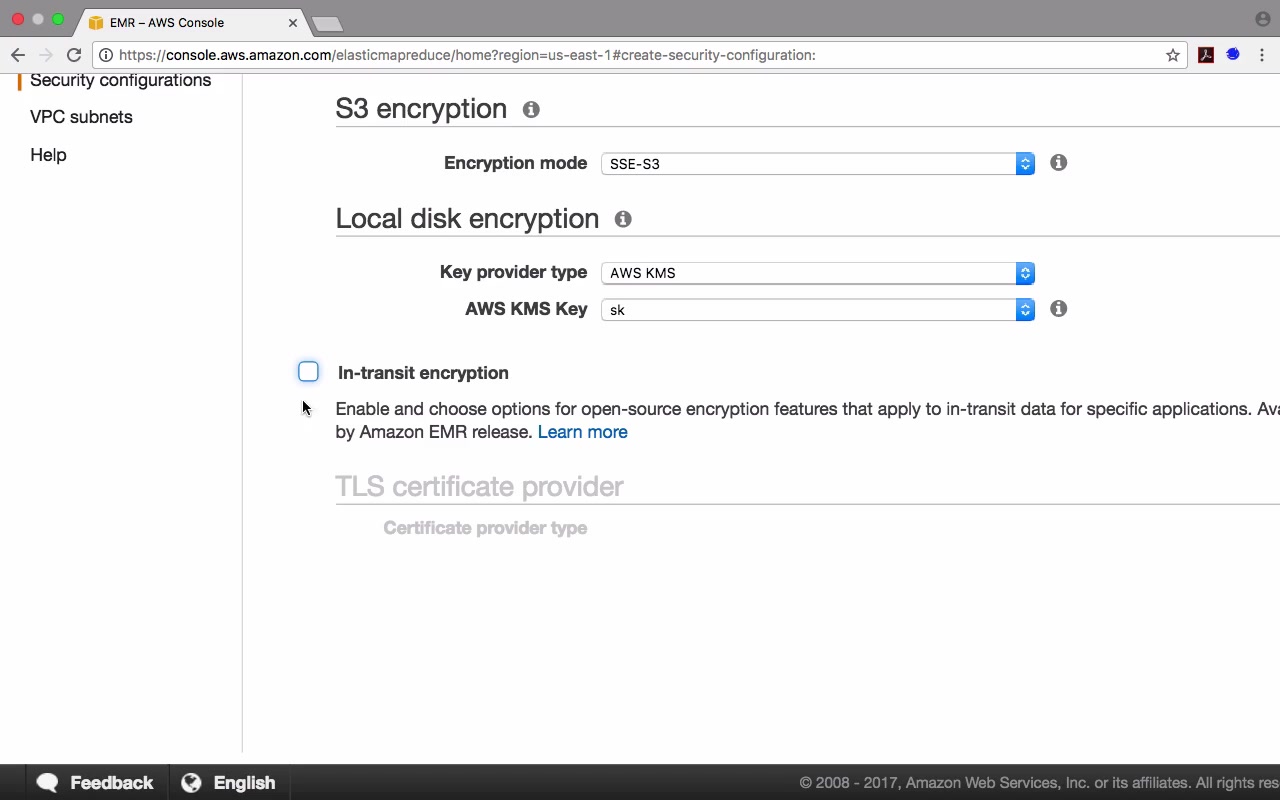 EMR – AWS Console
https://console.aws.amazon.com/elasticmapreduce/home?region=us-east-1#create-security-configuration:
Security configurations
VPC subnets
Help
S3 encryption
Encryption mode SSE-S3
Local disk encryption
Key provider type AWS KMS
AWS KMS Key sk
In-transit encryption
Enable and choose options for open-source encryption features that apply to in-transit data for specific applications. Ava
by Amazon EMR release. Learn more
TLS certificate provider
Certificate provider type
Feedback English © 2008 - 2017, Amazon Web Services, Inc. or its affiliates. All rights res